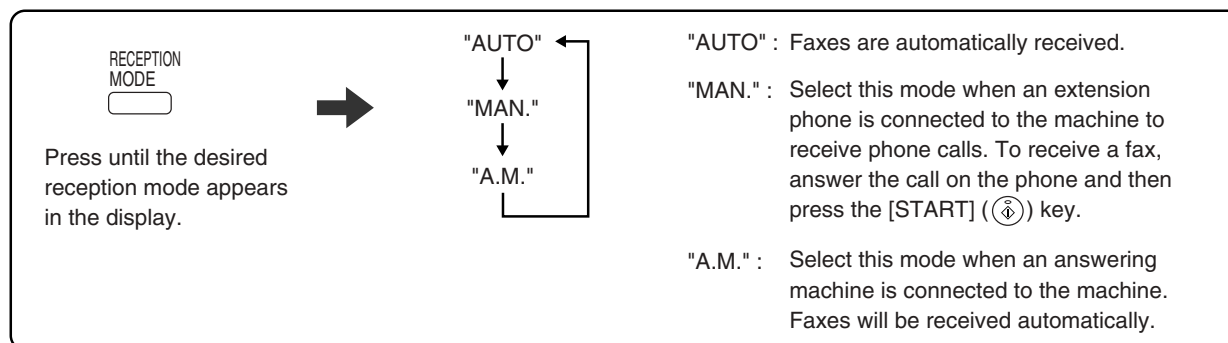 RECEPTION
MODE
Press until the desired
reception mode appears
in the display.
"AUTO"
"MAN."
"A.M."
"AUTO" : Faxes are automatically received.
"MAN." : Select this mode when an extension
phone is connected to the machine to
receive phone calls. To receive a fax,
answer the call on the phone and then
press the [START] ( ) key.
"A.M." : Select this mode when an answering
machine is connected to the machine.
Faxes will be received automatically.